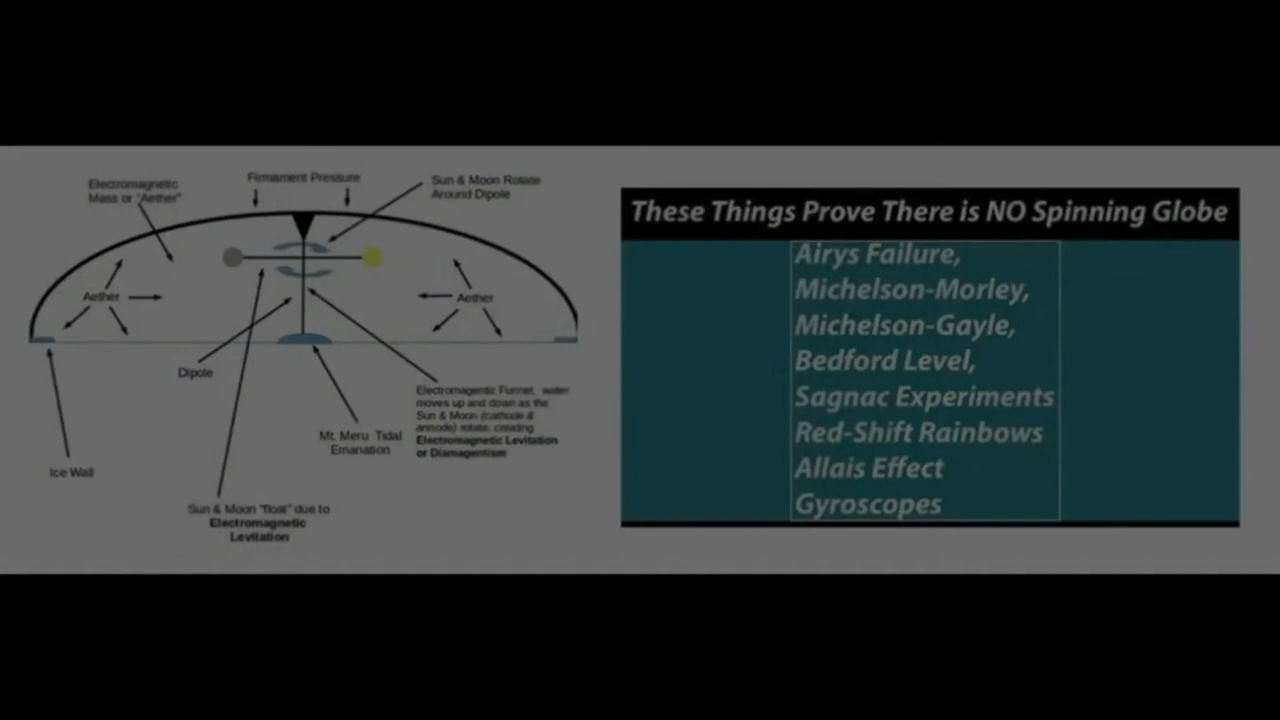 Electromagnetic
Mass or "Aether"
Firmament Pressure
Sun & Moon Rotate
Around Dipole
Aether
Aether
Dipole
Electromagentic Funnel, water
moves up and down as the
Sun & Moon (cathode &
annode) rotate, creating
Electromagnetic Levitation
or Diamagentism
Mt. Meru Tidal
Emanation
Ice Wall
Sun & Moon "float" due to
Electromagnetic
Levitation
These Things Prove There is NO Spinning Globe
Airys Failure,
Michelson-Morley,
Michelson-Gayle,
Bedford Level,
Sagnac Experiments
Red-Shift Rainbows
Allais Effect
Gyroscopes